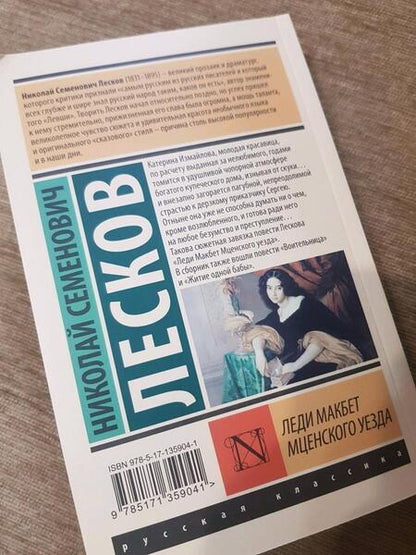 Николай Семенович Лесков (1831–1895) – великий прозаик и драматург,
которого критики признали «самым русским из русских писателей и который
всех глубже и шире знал русский народ таким, каков он есть», автор знамени-
того «Левши». Творить Лесков начал относительно поздно, но успех пришел
к нему стремительно, прижизненная его слава была огромна, а мощь таланта,
великолепное чувство сюжета и удивительная красота необычного языка
и оригинального «сказового» стиля – причина столь высокой популярности
и в наши дни.
НИКОЛАЙ СЕМЕНОВИЧ
ЛЕСКОВ
Катерина Измайлова, молодая красавица,
по расчету выданная за нелюбимого, годами
томится в удушливой чопорной атмосфере
богатого купеческого дома, изнывая от скуки...
и внезапно загорается пагубной, непреодолимой
страстью к дерзкому приказчику Сергею.
Отныне она уже не способна думать ни о чем,
кроме возлюбленного, и готова ради него
на любое безумство и преступление...
Такова сюжетная завязка повести Лескова
«Леди Макбет Мценского уезда».
В сборник также вошли повести «Воительница»
и «Житие одной бабы».
ISBN 978-5-17-135904-1
9 785171 359041 >
N
ЛЕДИ МАКБЕТ
МЦЕНСКОГО УЕЗДА
русская классика